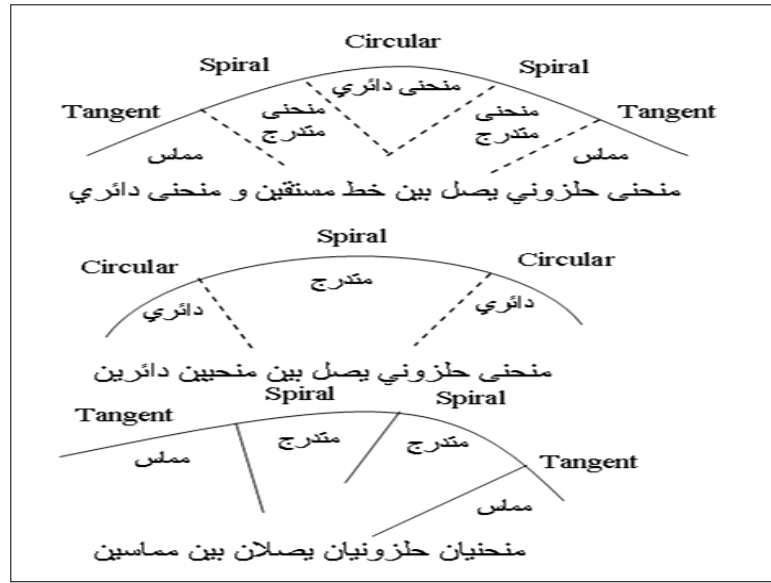 Circular
Spiral Spiral
منحنى دائري
Tangent منحنى متدرج منحنى متدرج Tangent
مماس مماس
منحنى حلزوني يصل بين خط مستقين و منحنى دائري
Spiral
Circular Circular
متدرج
دائري دائري
منحنى حلزوني يصل بين منحيين دائرين
Spiral Spiral
Tangent
متدرج متدرج
مماس Tangent
مماس
منحنيان حلزونيان يصلان بين مماسين